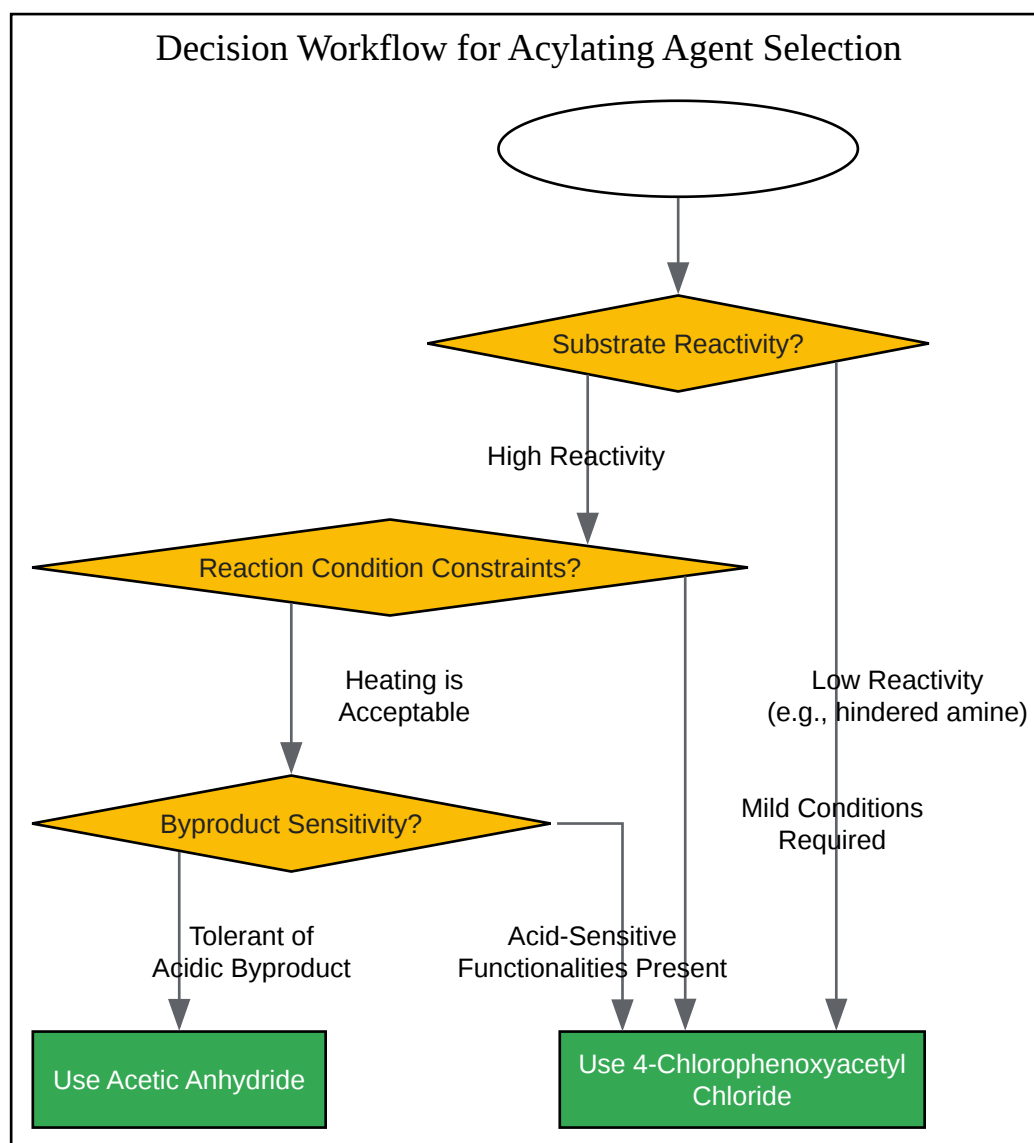 Decision Workflow for Acylating Agent Selection
Substrate Reactivity?
High Reactivity
Reaction Condition Constraints?
Heating is
Acceptable
Low Reactivity
(e.g., hindered amine)
Byproduct Sensitivity?
Mild Conditions
Required
Tolerant of
Acidic Byproduct
Acid-Sensitive
Functionalities Present
Use Acetic Anhydride
Use 4-Chlorophenoxyacetyl
Chloride